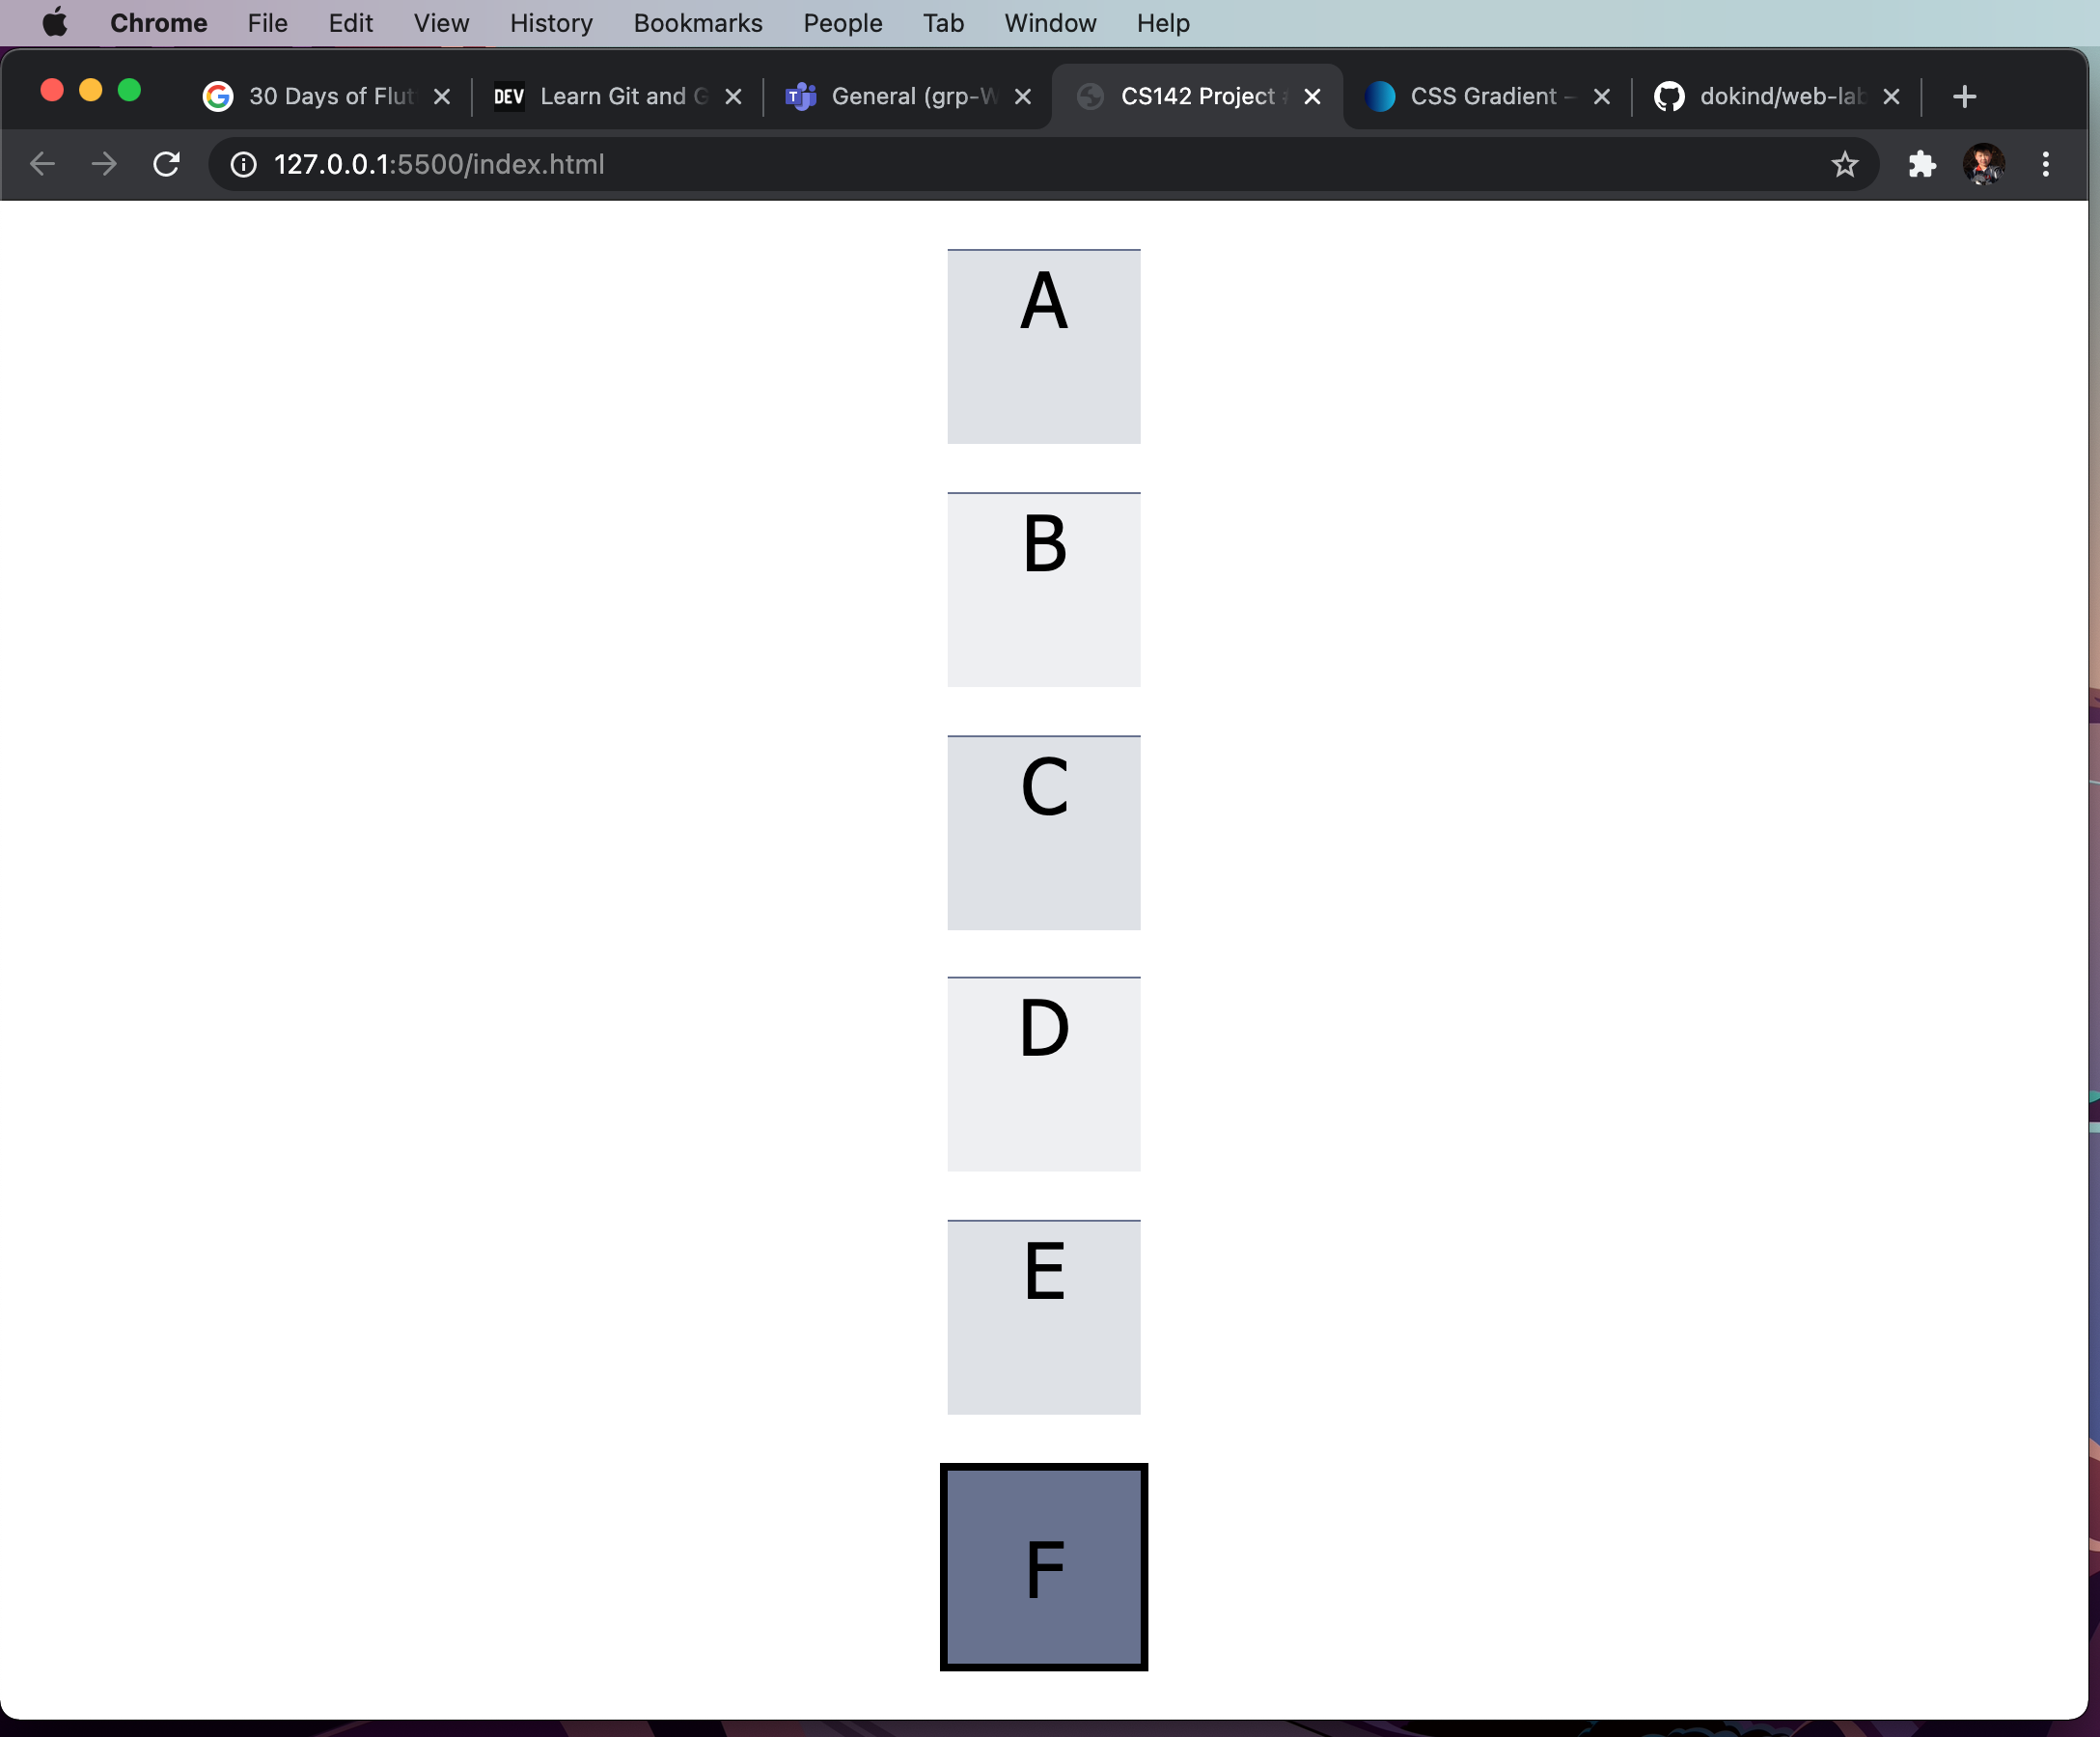 Chrome File Edit View History Bookmarks People Tab Window Help
30 Days of Flut DEV Learn Git and G T General (grp-W CS142 Project CSS Gradient – dokind/web-lab
127.0.0.1:5500/index.html
A
B
C
D
E
F